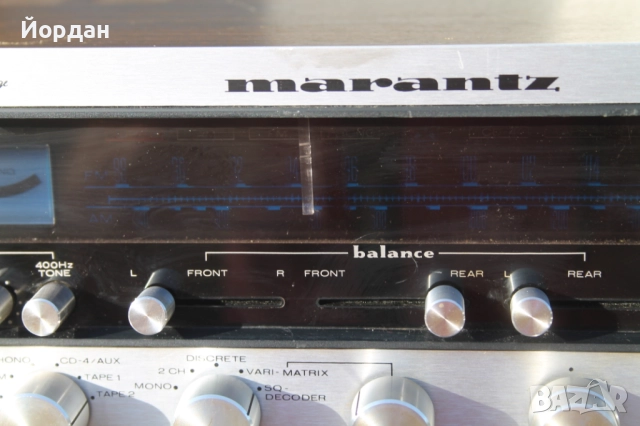 Йордан
marantz
400Hz
TONE
balance
L FRONT R FRONT REAR L REAR
CD-4/AUX
TAPE 1
TAPE 2
DISCRETE
2 CH
MONO
VARI-MATRIX
SQ-
DECODER
BAZAR